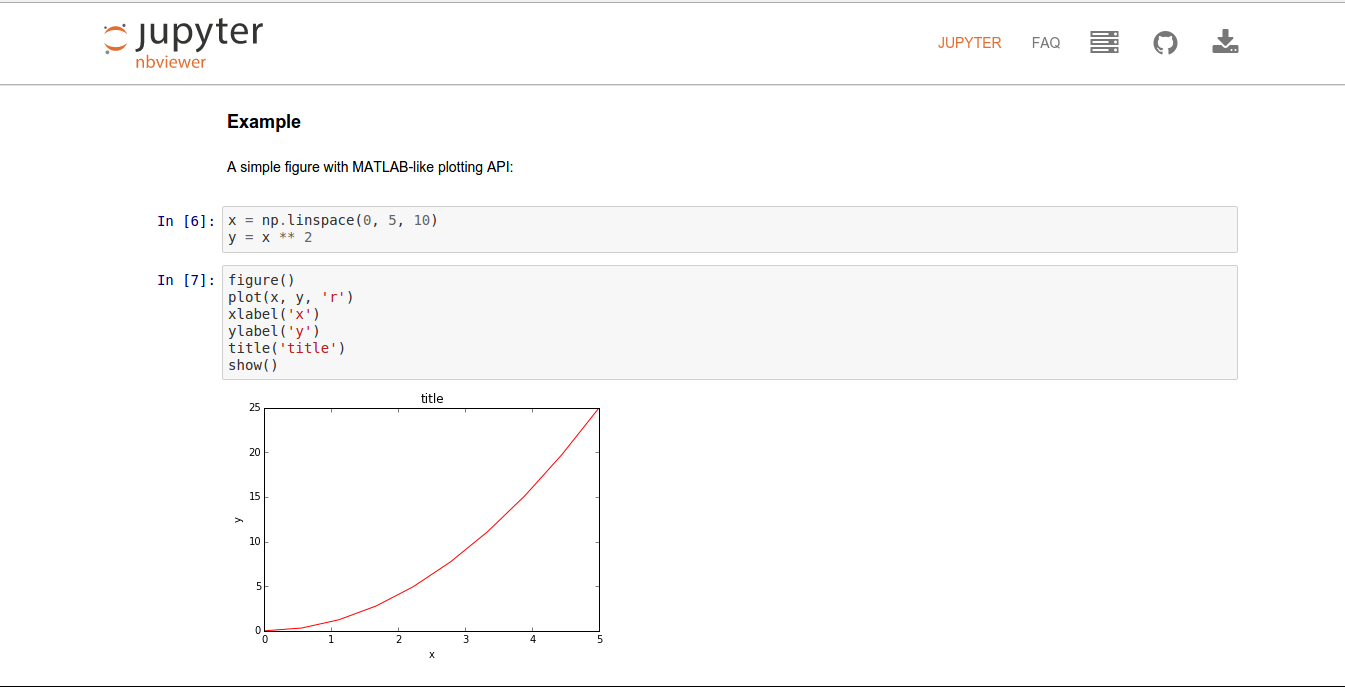 jupyter
nbviewer
JUPYTER FAQ
Example
A simple figure with MATLAB-like plotting API:
In [6]: x = np.linspace(0, 5, 10)
y = x ** 2
In [7]: figure()
plot(x, y, 'r')
xlabel('x')
ylabel('y')
title('title')
show()
title
25
20
15
y
10
5
0
0 1 2 3 4 5
x